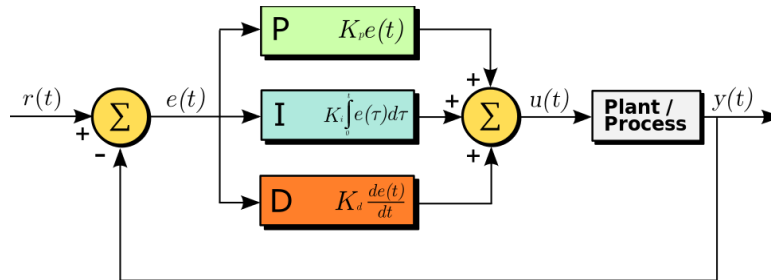 P K_p e(t)
r(t) + - Σ e(t)
I K_i ∫_0^t e(τ)dτ
+ + + Σ u(t)
Plant /
Process
y(t)
D K_d de(t)/dt